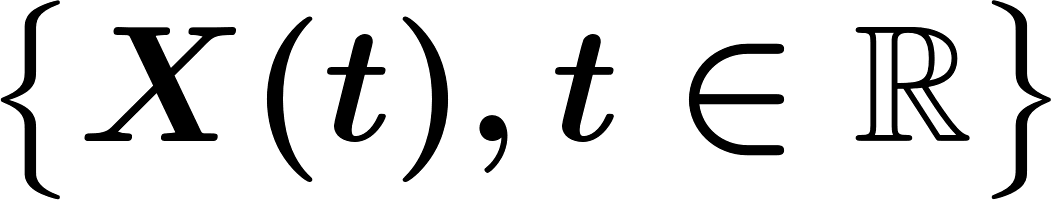 {X(t), t ∈ ℝ}